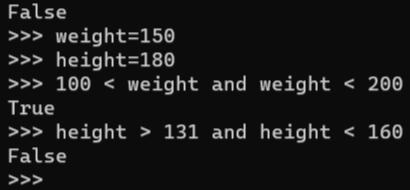 False
>>> weight=150
>>> height=180
>>> 100 < weight and weight < 200
True
>>> height > 131 and height < 160
False
>>>